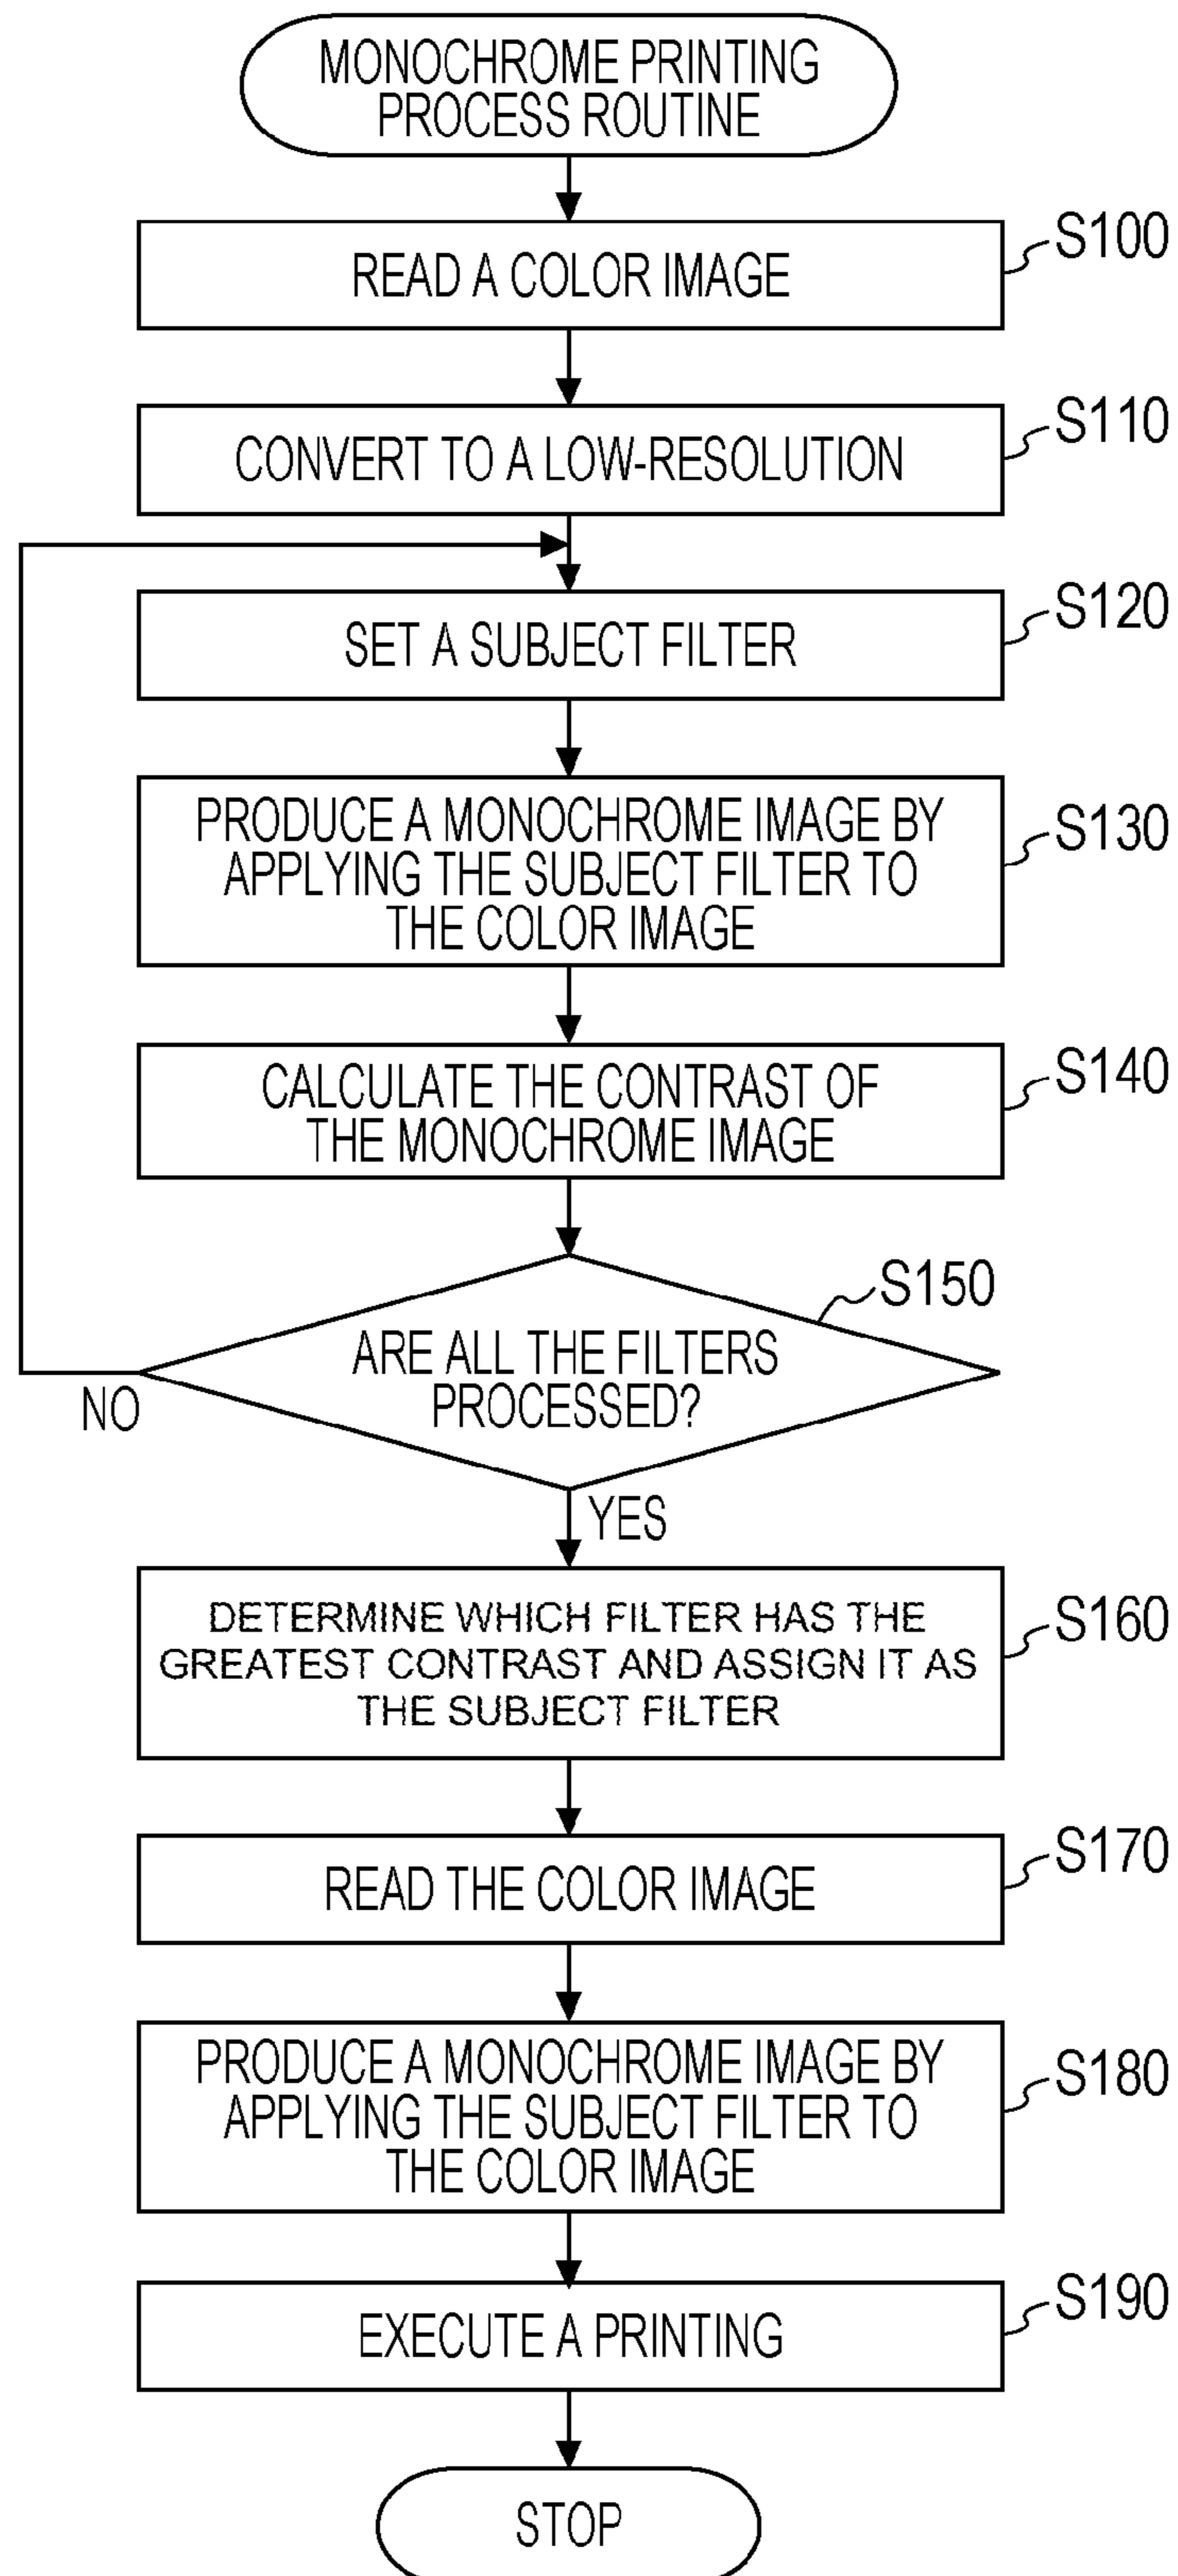 MONOCHROME PRINTING
PROCESS ROUTINE
READ A COLOR IMAGE
S100
CONVERT TO A LOW-RESOLUTION
S110
SET A SUBJECT FILTER
S120
PRODUCE A MONOCHROME IMAGE BY
APPLYING THE SUBJECT FILTER TO
THE COLOR IMAGE
S130
CALCULATE THE CONTRAST OF
THE MONOCHROME IMAGE
S140
ARE ALL THE FILTERS
PROCESSED?
S150
NO
YES
DETERMINE WHICH FILTER HAS THE
GREATEST CONTRAST AND ASSIGN IT AS
THE SUBJECT FILTER
S160
READ THE COLOR IMAGE
S170
PRODUCE A MONOCHROME IMAGE BY
APPLYING THE SUBJECT FILTER TO
THE COLOR IMAGE
S180
EXECUTE A PRINTING
S190
STOP